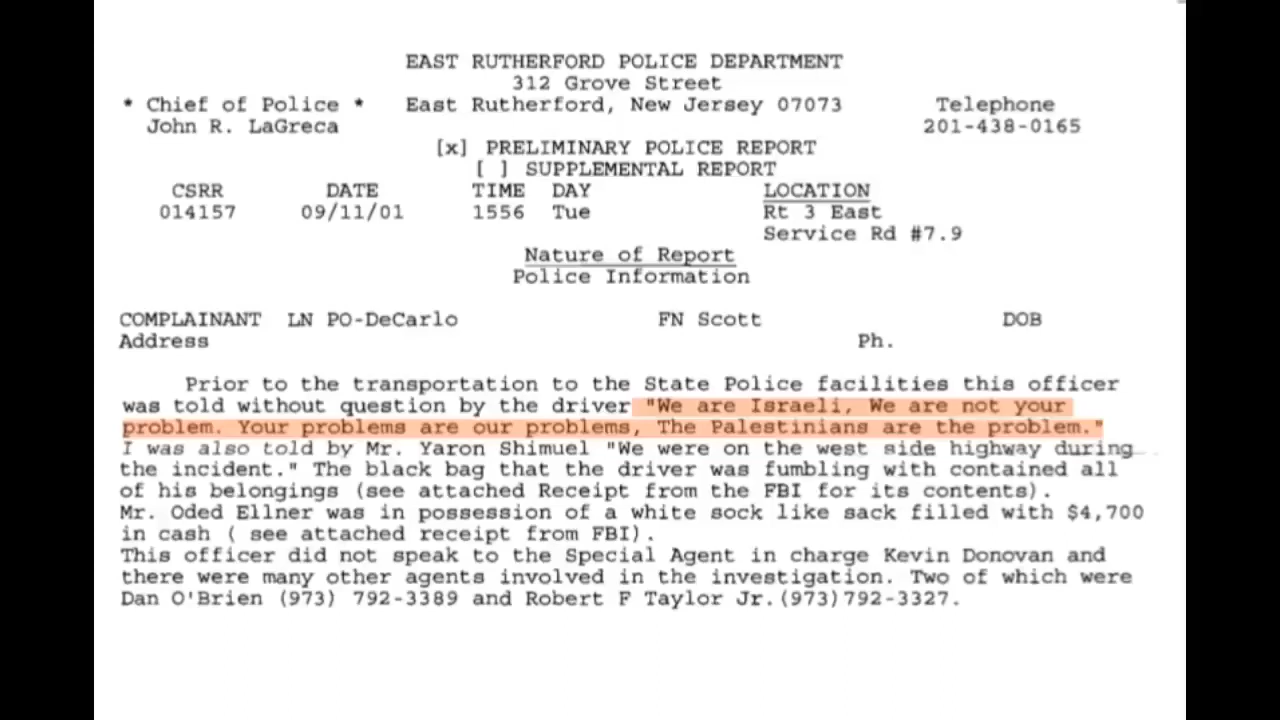 EAST RUTHERFORD POLICE DEPARTMENT
312 Grove Street
* Chief of Police * East Rutherford, New Jersey 07073 Telephone
John R. LaGreca 201-438-0165
[x] PRELIMINARY POLICE REPORT
[ ] SUPPLEMENTAL REPORT
CSRR DATE TIME DAY LOCATION
014157 09/11/01 1556 Tue Rt 3 East
Service Rd #7.9
Nature of Report
Police Information
COMPLAINANT LN PO-DeCarlo FN Scott DOB
Address Ph.
Prior to the transportation to the State Police facilities this officer
was told without question by the driver "We are Israeli, We are not your
problem. Your problems are our problems, The Palestinians are the problem."
I was also told by Mr. Yaron Shimuel "We were on the west side highway during
the incident." The black bag that the driver was fumbling with contained all
of his belongings (see attached Receipt from the FBI for its contents).
Mr. Oded Ellner was in possession of a white sock like sack filled with $4,700
in cash ( see attached receipt from FBI).
This officer did not speak to the Special Agent in charge Kevin Donovan and
there were many other agents involved in the investigation. Two of which were
Dan O'Brien (973) 792-3389 and Robert F Taylor Jr.(973)792-3327.